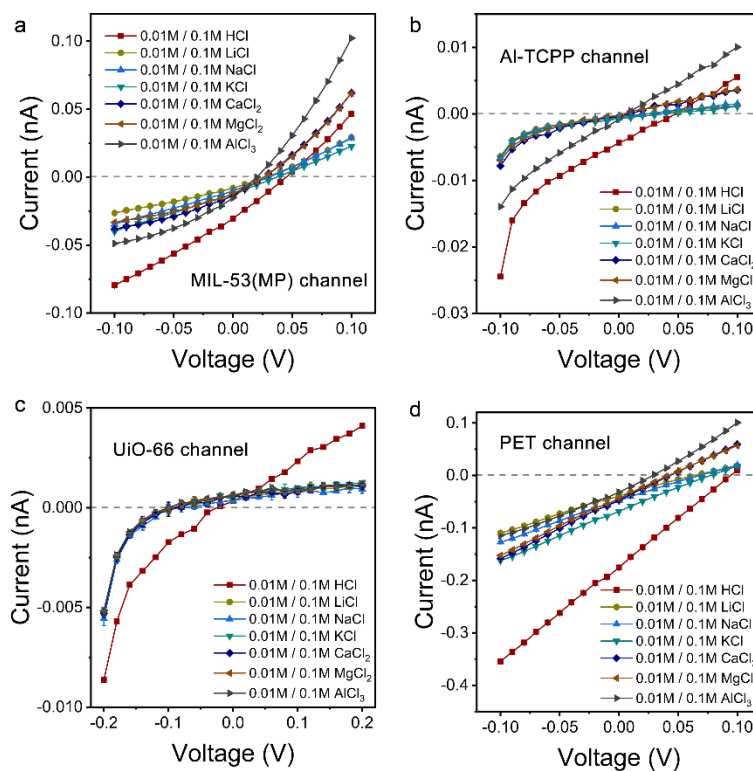 a
0.10
0.05
0.00
-0.05
-0.10
Current (nA)
0.01M / 0.1M HCl
0.01M / 0.1M LiCl
0.01M / 0.1M NaCl
0.01M / 0.1M KCl
0.01M / 0.1M CaCl₂
0.01M / 0.1M MgCl₂
0.01M / 0.1M AlCl₃
MIL-53(MP) channel
-0.10
-0.05
0.00
0.05
0.10
Voltage (V)
b
0.01
0.00
-0.01
-0.02
-0.03
Current (nA)
Al-TCPP channel
0.01M / 0.1M HCl
0.01M / 0.1M LiCl
0.01M / 0.1M NaCl
0.01M / 0.1M KCl
0.01M / 0.1M CaCl₂
0.01M / 0.1M MgCl
0.01M / 0.1M AlCl₃
-0.10
-0.05
0.00
0.05
0.10
Voltage (V)
c
0.005
0.000
-0.005
-0.010
Current (nA)
UiO-66 channel
0.01M / 0.1M HCl
0.01M / 0.1M LiCl
0.01M / 0.1M NaCl
0.01M / 0.1M KCl
0.01M / 0.1M CaCl₂
0.01M / 0.1M MgCl₂
0.01M / 0.1M AlCl₃
-0.2
-0.1
0.0
0.1
0.2
Voltage (V)
d
0.1
0.0
-0.1
-0.2
-0.3
-0.4
Current (nA)
PET channel
0.01M / 0.1M HCl
0.01M / 0.1M LiCl
0.01M / 0.1M NaCl
0.01M / 0.1M KCl
0.01M / 0.1M CaCl₂
0.01M / 0.1M MgCl
0.01M / 0.1M AlCl₃
-0.10
-0.05
0.00
0.05
0.10
Voltage (V)